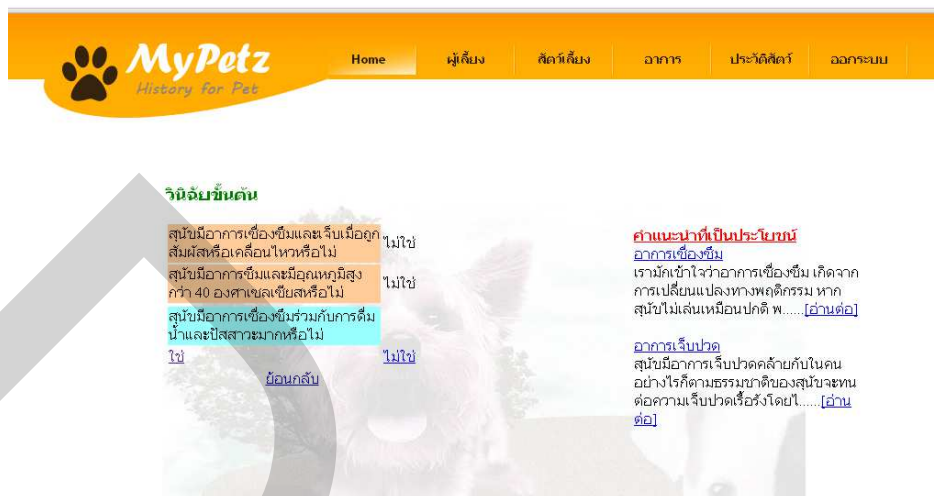 MyPetz
History for Pet
Home ผู้เลี้ยง สัตว์เลี้ยง อาการ ประวัติสัตว์ ออกระบบ
วินิจฉัยขั้นต้น
สุนัขมีอาการเซื่องซึมและเจ็บเมื่อถูก
สัมผัสหรือเคลื่อนไหวหรือไม่
ไม่ใช่
สุนัขมีอาการซึมและมีอุณหภูมิสูง
กว่า 40 องศาเซลเซียสหรือไม่
ไม่ใช่
สุนัขมีอาการเซื่องซึมร่วมกับการดื่ม
น้ำและปัสสาวะมากหรือไม่
ใช่ ไม่ใช่
ย้อนกลับ
คำแนะนำที่เป็นประโยชน์
อาการเซื่องซึม
เรามักเข้าใจว่าอาการเซื่องซึม เกิดจาก
การเปลี่ยนแปลงทางพฤติกรรม หาก
สุนัขไม่เล่นเหมือนปกติ พ......[อ่านต่อ]
อาการเจ็บปวด
สุนัขมีอาการเจ็บปวดคล้ายกับในคน
อย่างไรก็ตามธรรมชาติของสุนัขจะทน
ต่อความเจ็บปวดเรื้อรังโดยไ......[อ่าน
ต่อ]